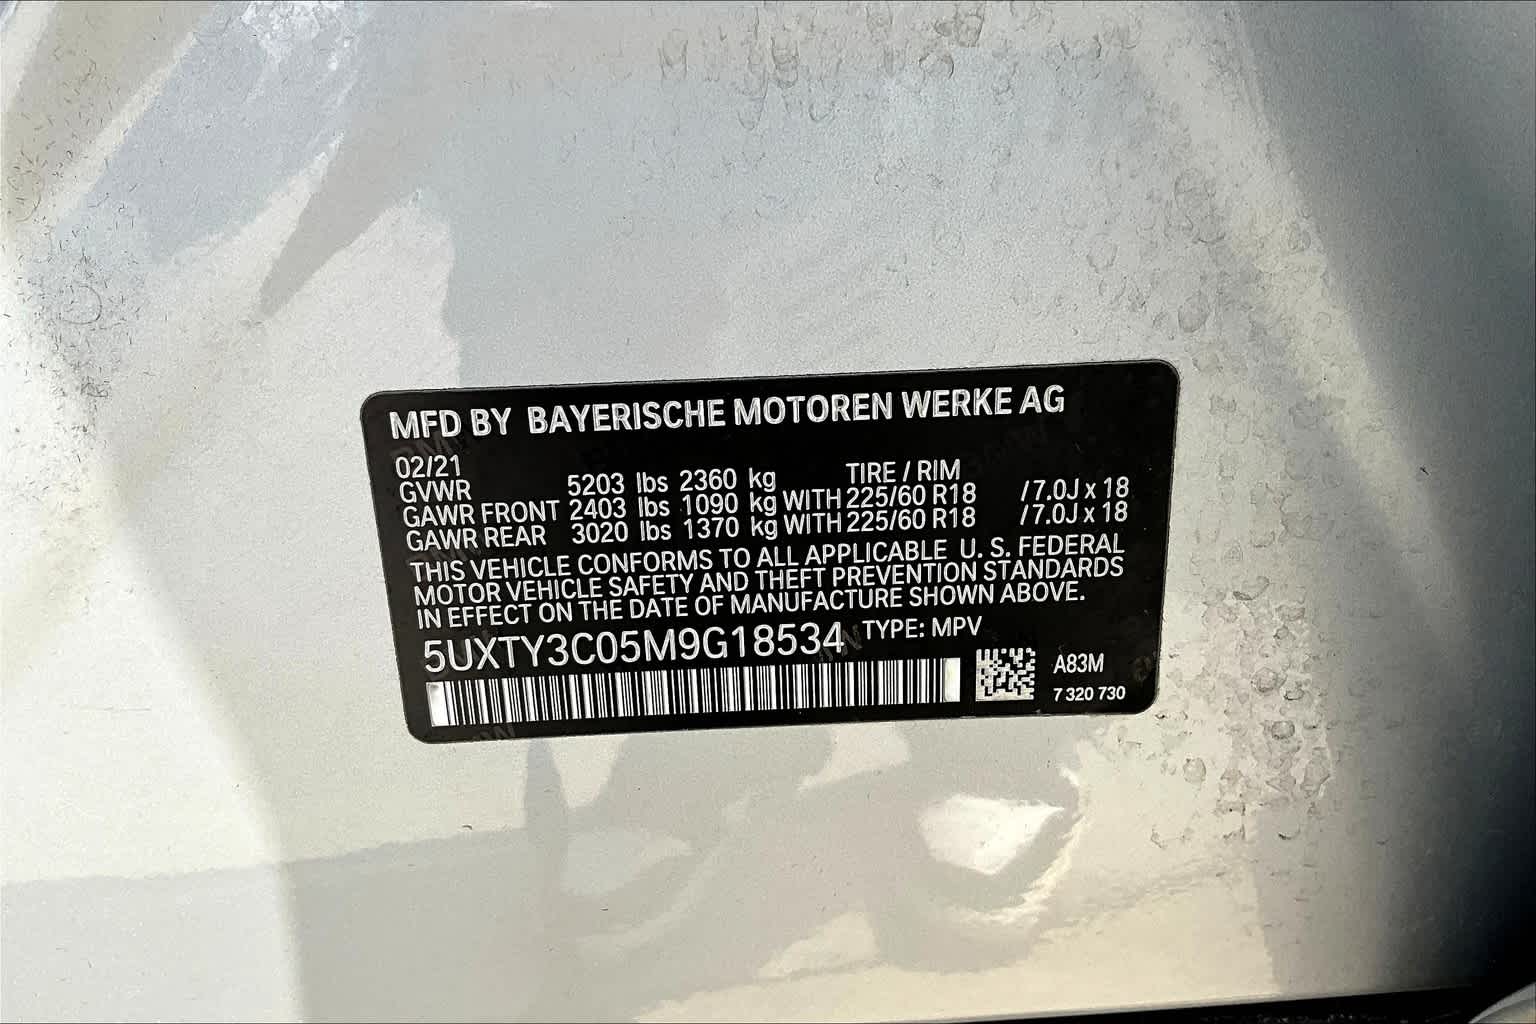 MFD BY BAYERISCHE MOTOREN WERKE AG
02/21
GVWR 5203 lbs 2360 kg TIRE / RIM
GAWR FRONT 2403 lbs 1090 kg WITH 225/60 R18 /7.0J x 18
GAWR REAR 3020 lbs 1370 kg WITH 225/60 R18 /7.0J x 18
THIS VEHICLE CONFORMS TO ALL APPLICABLE U. S. FEDERAL
MOTOR VEHICLE SAFETY AND THEFT PREVENTION STANDARDS
IN EFFECT ON THE DATE OF MANUFACTURE SHOWN ABOVE.
5UXTY3C05M9G18534 TYPE: MPV
A83M
7 320 730